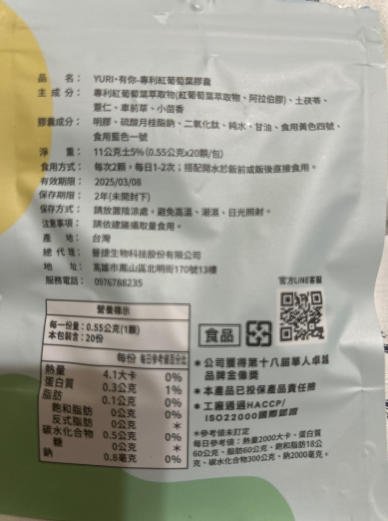 品 名： YURI·有你-專利紅葡萄葉膠囊
主成分： 專利紅葡萄葉萃取物(紅葡萄葉萃取物、阿拉伯膠)、土茯苓、
薏仁、車前草、小茴香
膠囊成分： 明膠、硫酸月桂酯鈉、二氧化鈦、純水、甘油、食用黃色四號、
食用藍色一號
淨 重： 11公克±5%(0.55公克x20顆/包)
食用方式： 每次2顆，每日1-2次；搭配開水於飯前或飯後直接食用。
有效期限： 2025/03/08
保存期限： 2年(未開封下)
保存方式： 請放置陰涼處，避免高溫、潮濕、日光照射。
注意事項： 請依建議攝取量食用。
產 地： 台灣
總代理： 晉捷生物科技股份有限公司
地 址： 高雄市鳳山區北明街170號13樓
服務電話： 0976788235
官方LINE客服
營養標示
每一份量：0.55公克(1顆)
本包裝含：20份
每份 每日參考值百分比
熱量 4.1大卡 0%
蛋白質 0.3公克 1%
脂肪 0.1公克 0%
飽和脂肪 0公克 0%
反式脂肪 0公克 *
碳水化合物 0.5公克 0%
糖 0公克 *
鈉 0.8毫克 0%
食品
*公司獲得第十八屆華人卓越
品牌金像獎
*本產品已投保產品責任險
*工廠通過HACCP/
ISO22000國際認證
*參考值未訂定
每日參考值：熱量2000大卡、蛋白質
60公克、脂肪60公克、飽和脂肪18公
克、碳水化合物300公克、鈉2000毫克。